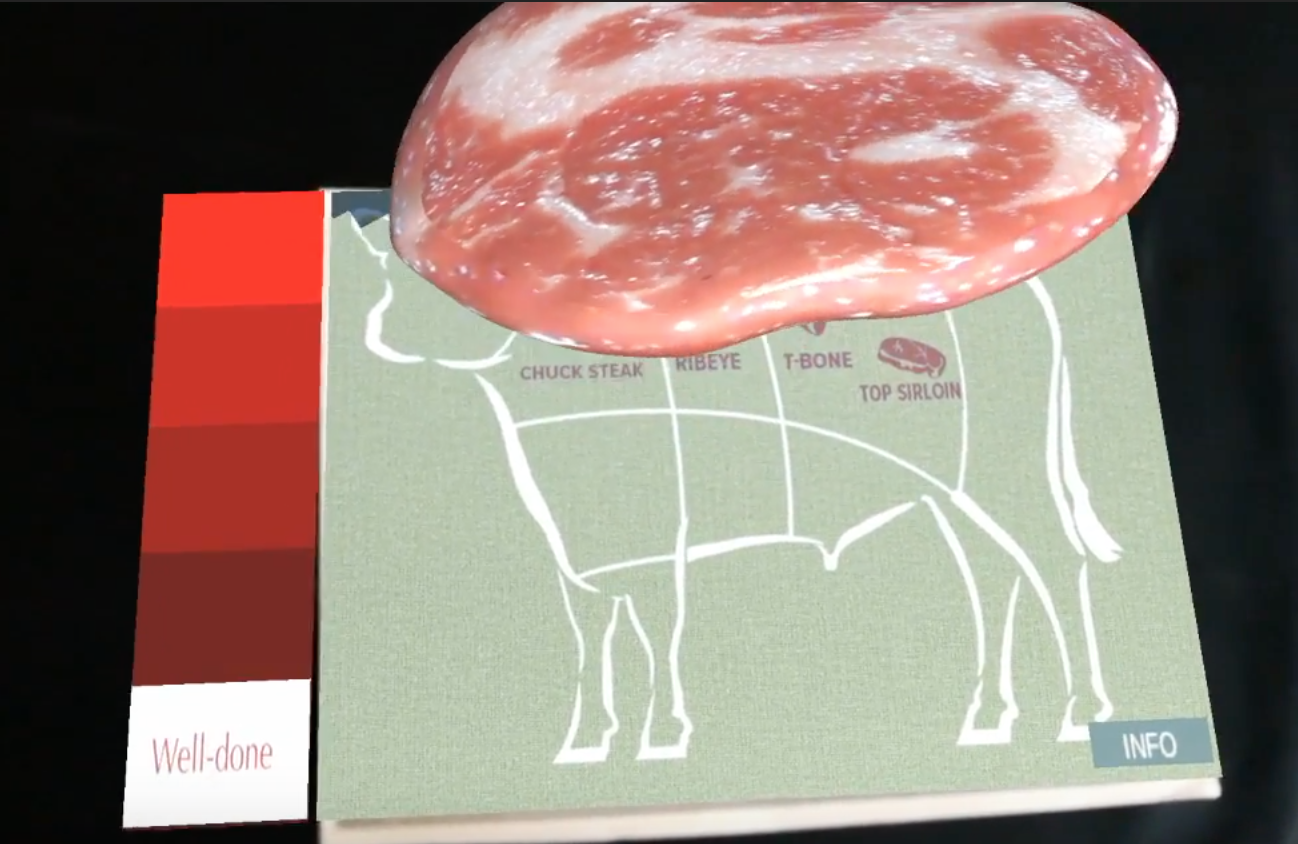 CHUCK STEAK
RIBEYE
T-BONE
TOP SIRLOIN
Well-done
INFO